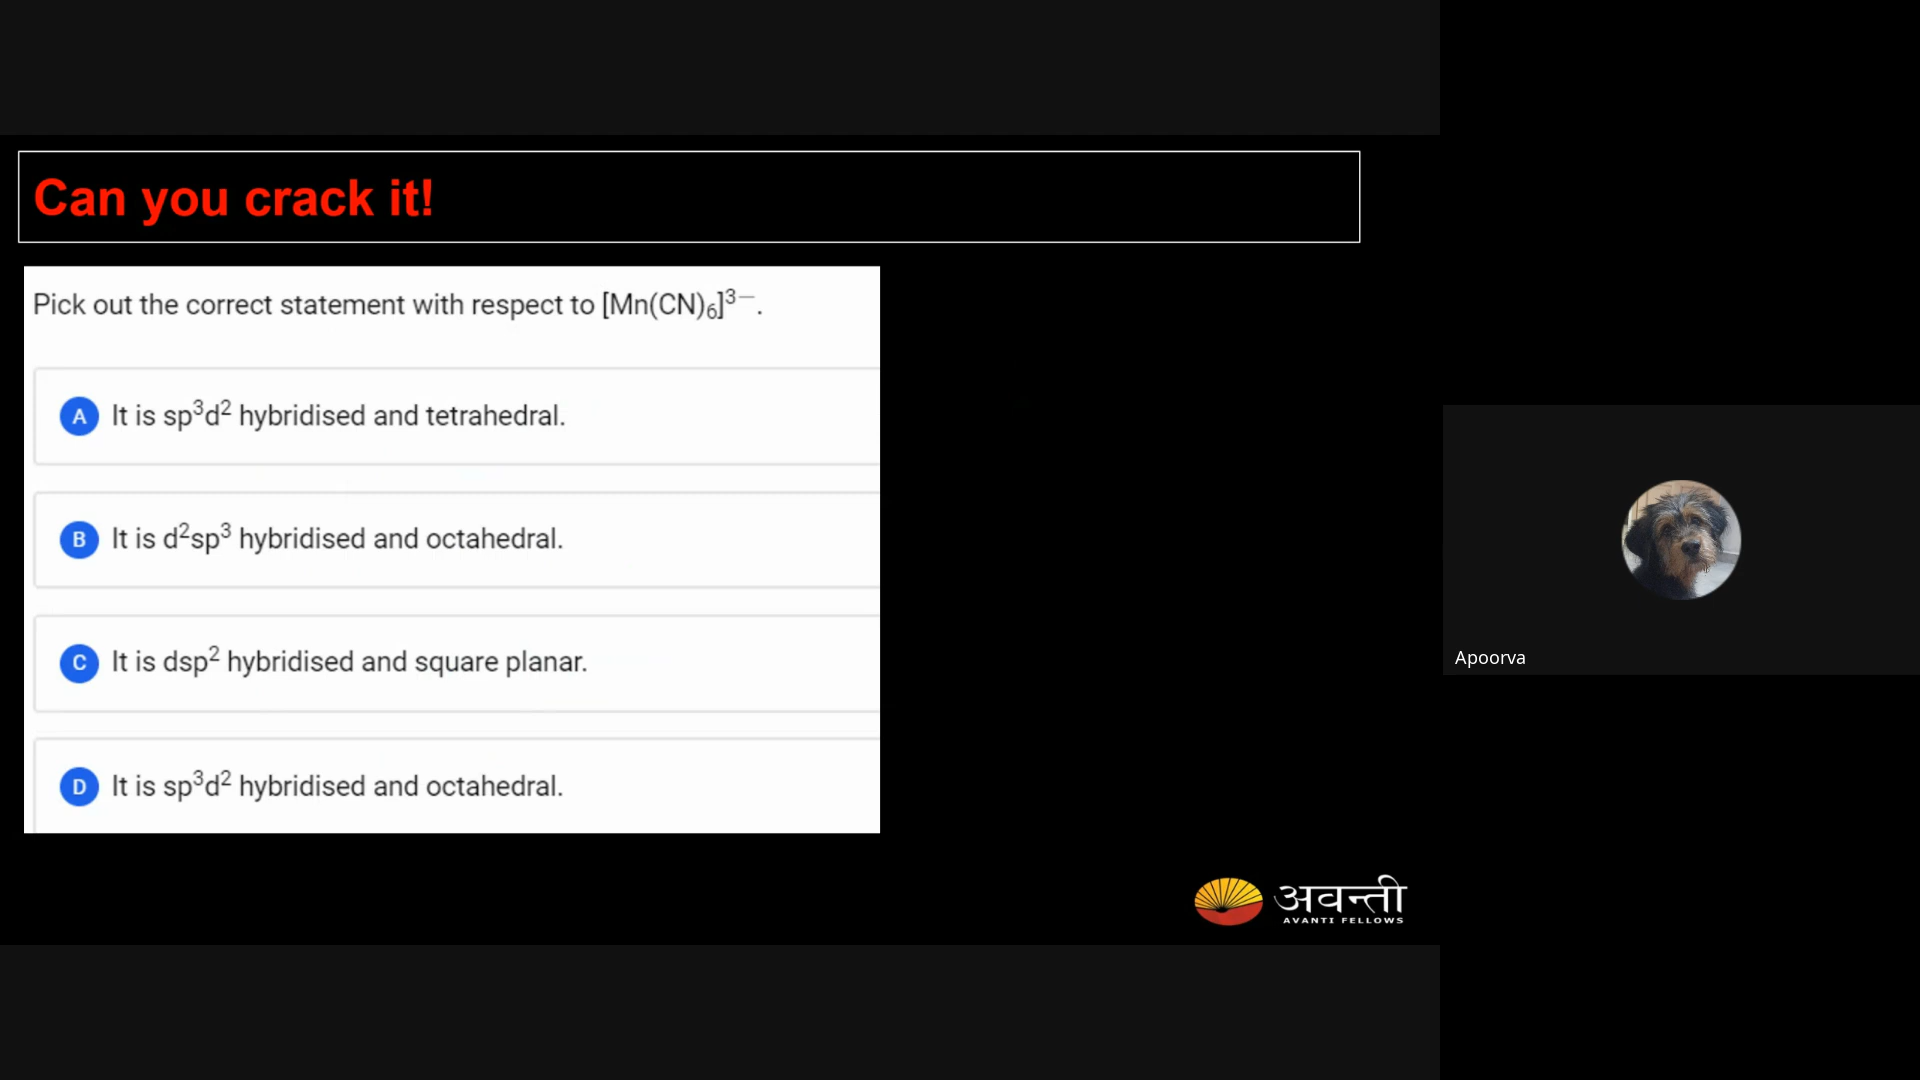 Can you crack it!
Pick out the correct statement with respect to [Mn(CN)₆]³⁻.
A It is sp³d² hybridised and tetrahedral.
B It is d²sp³ hybridised and octahedral.
C It is dsp² hybridised and square planar.
D It is sp³d² hybridised and octahedral.
Apoorva
अवन्ती
AVANTI FELLOWS